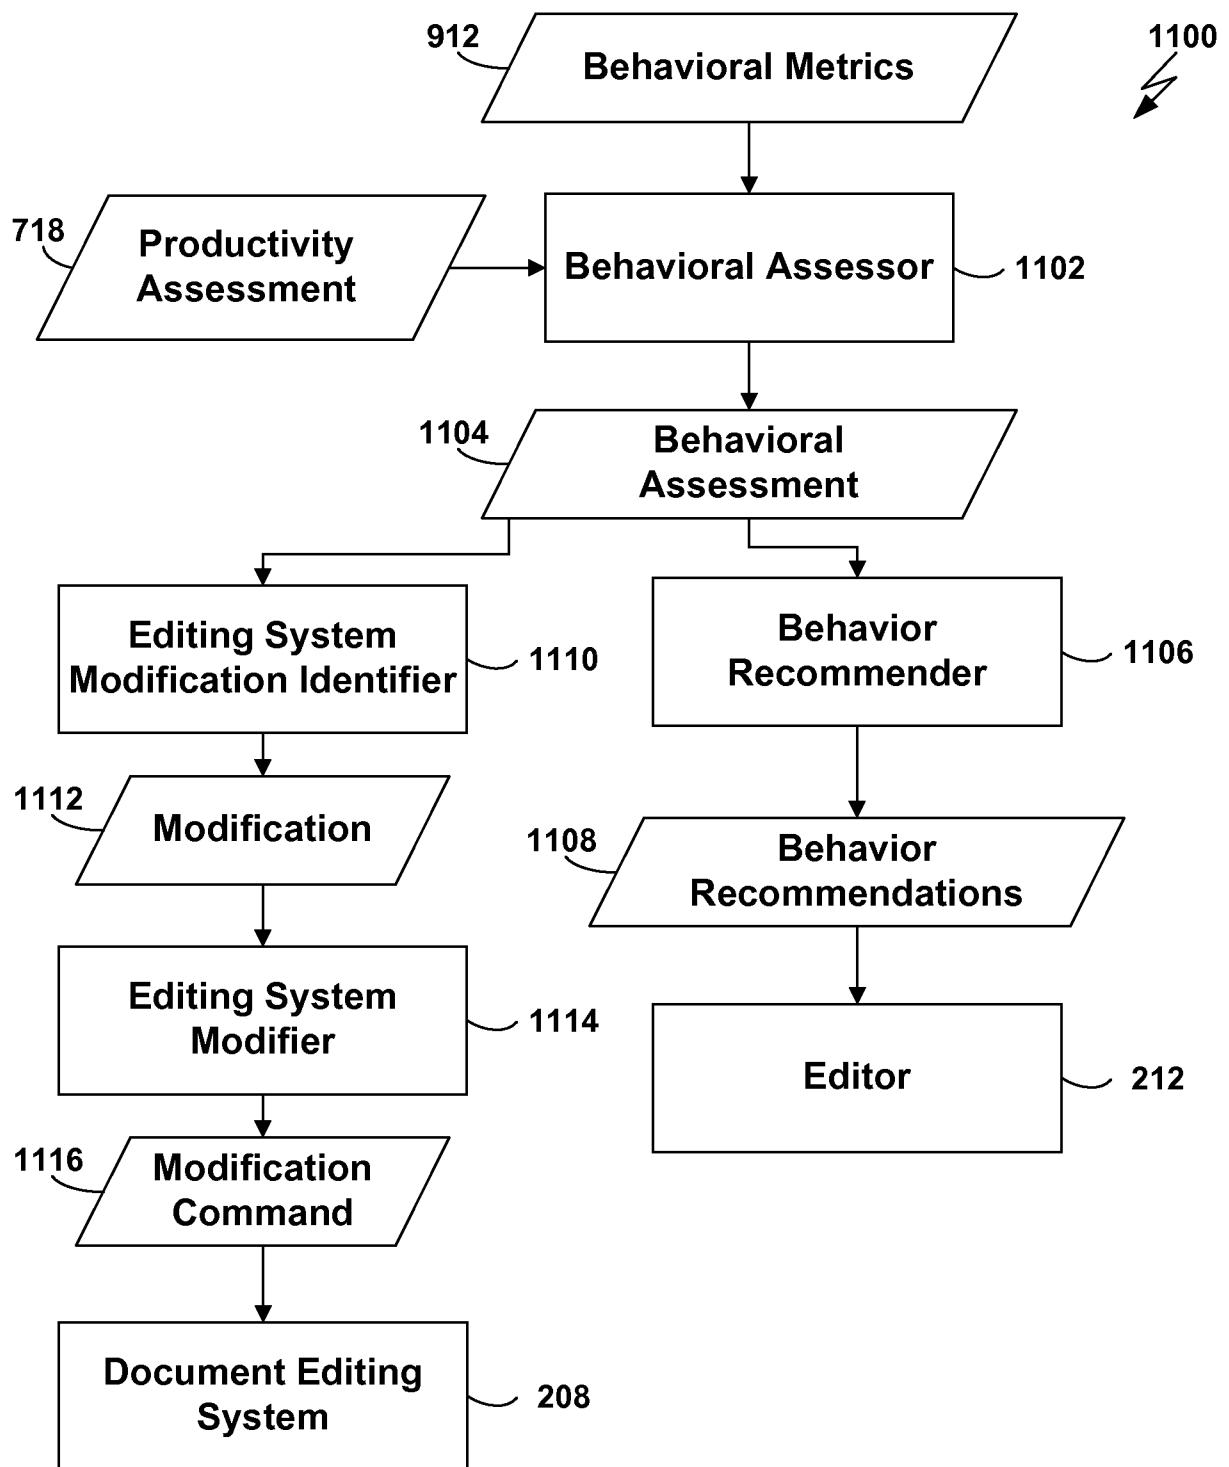 912
Behavioral Metrics
1100
718
Productivity
Assessment
Behavioral Assessor
1102
1104
Behavioral
Assessment
Editing System
Modification Identifier
1110
Behavior
Recommender
1106
1112
Modification
1108
Behavior
Recommendations
Editing System
Modifier
1114
Editor
212
1116
Modification
Command
Document Editing
System
208